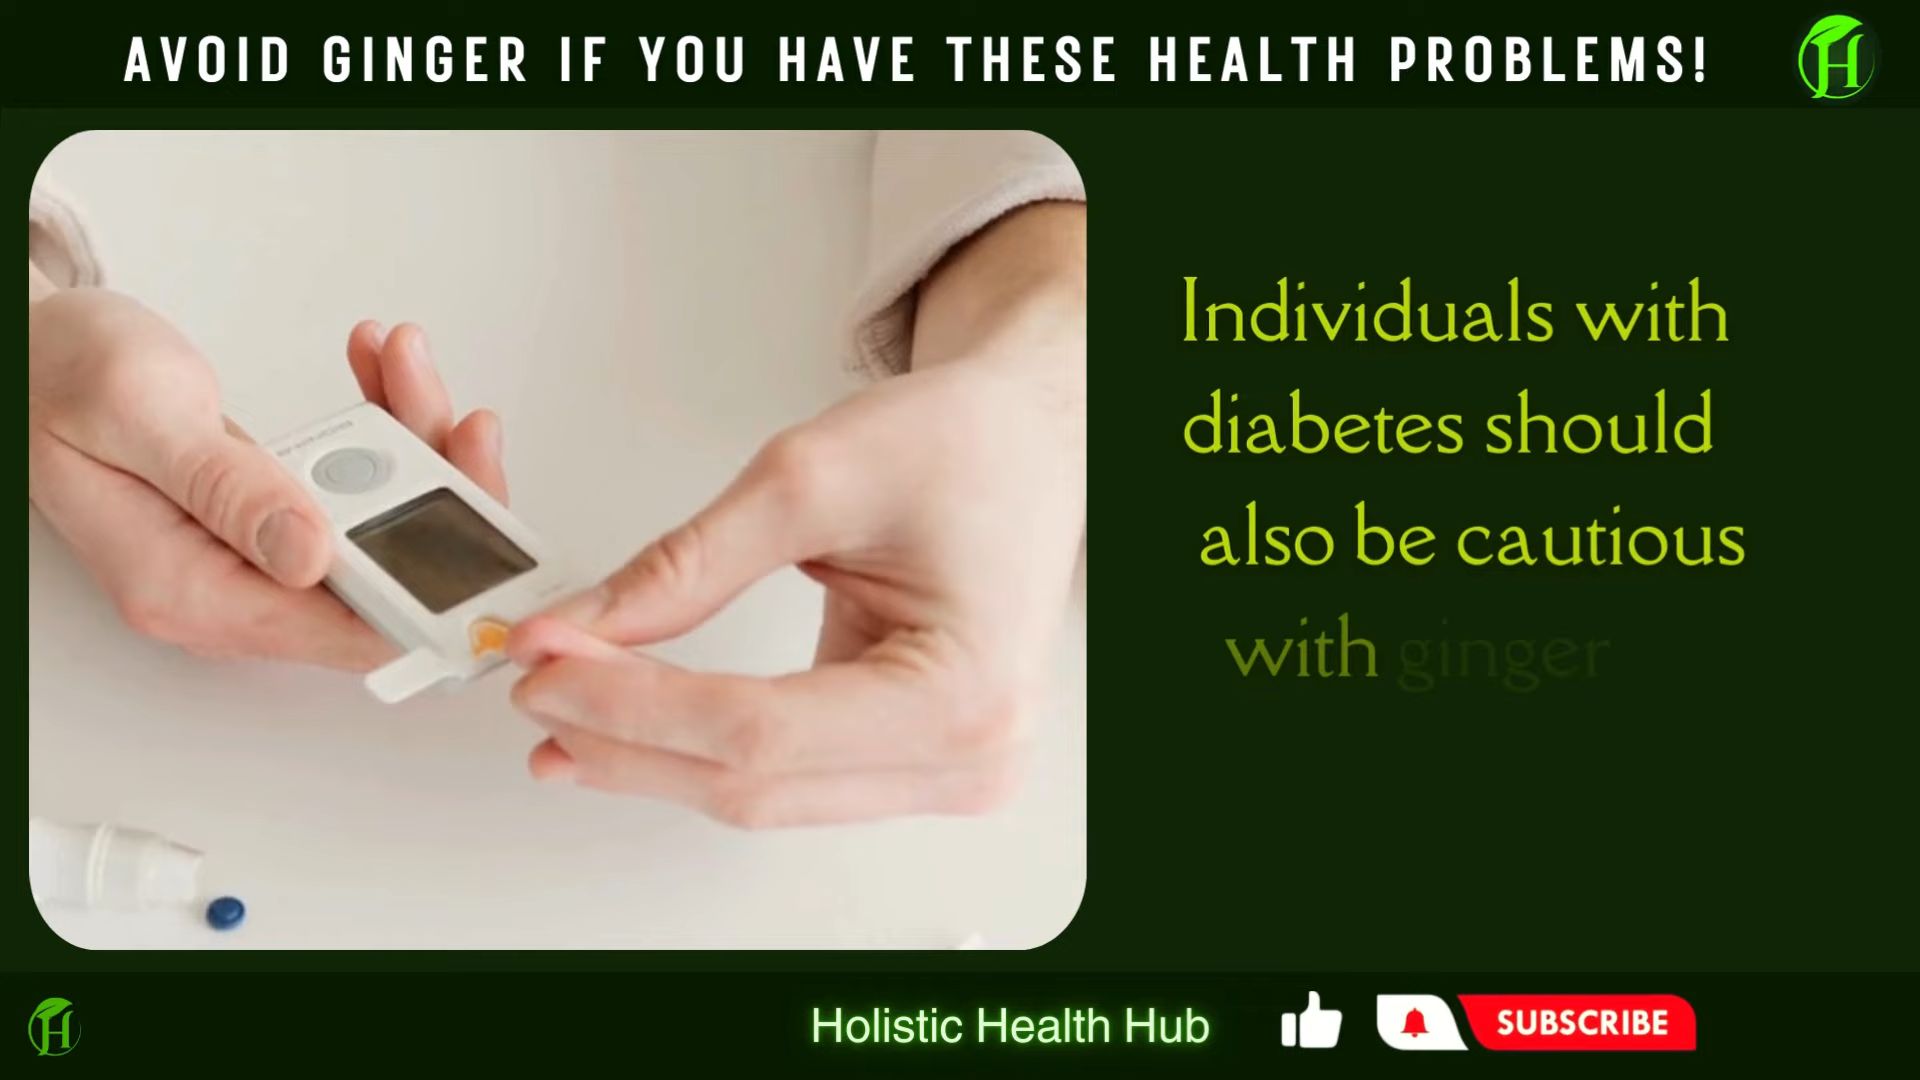 AVOID GINGER IF YOU HAVE THESE HEALTH PROBLEMS!
Individuals with
diabetes should
also be cautious
with ginger
Holistic Health Hub
SUBSCRIBE